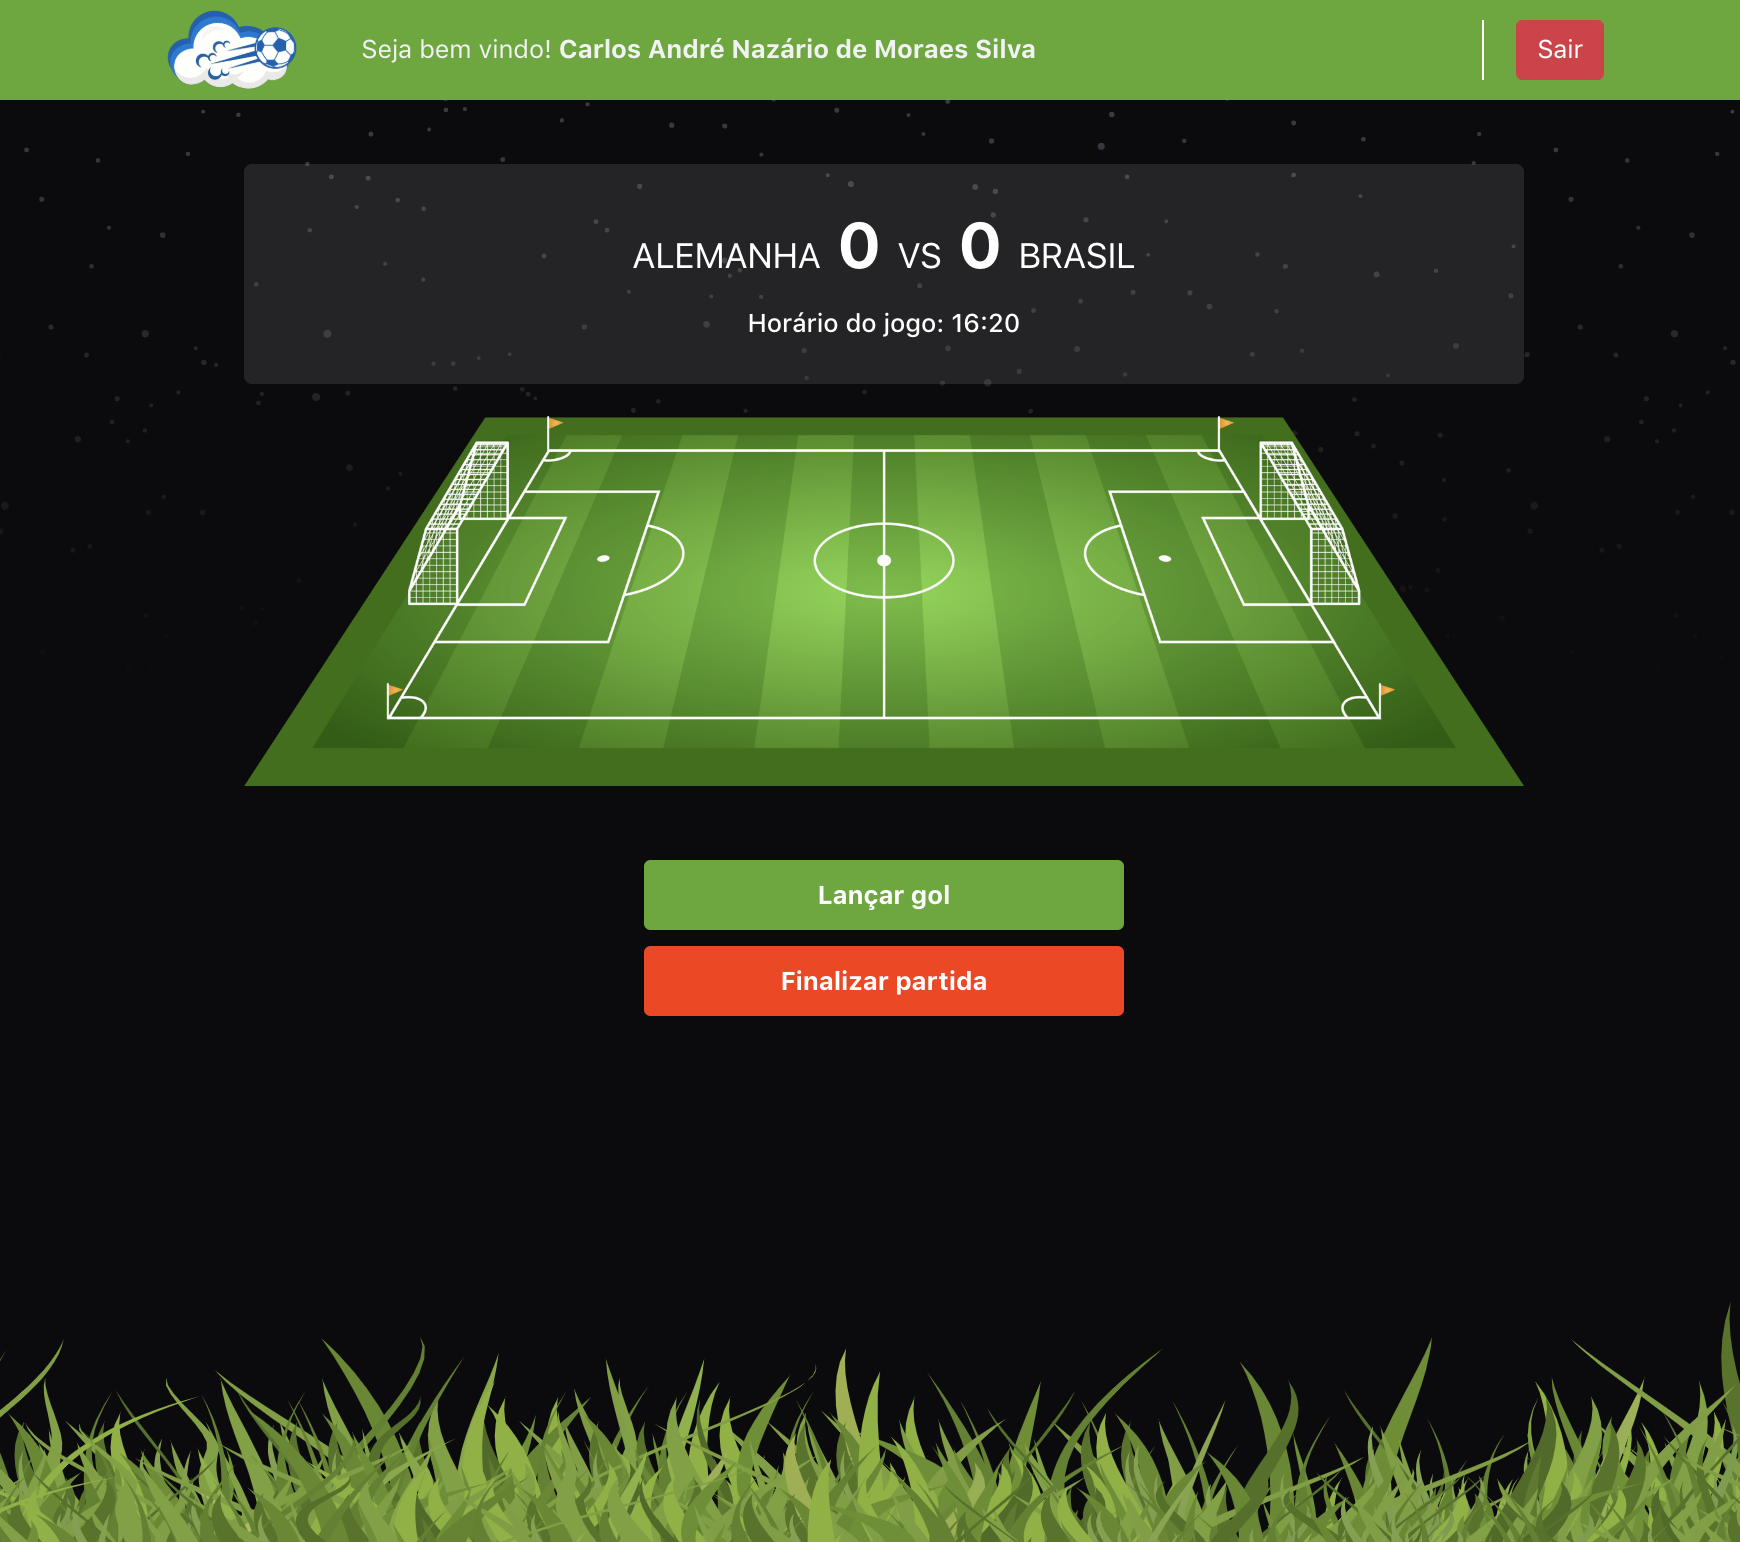 Seja bem vindo! Carlos André Nazário de Moraes Silva
Sair
ALEMANHA 0 VS 0 BRASIL
Horário do jogo: 16:20
Lançar gol
Finalizar partida